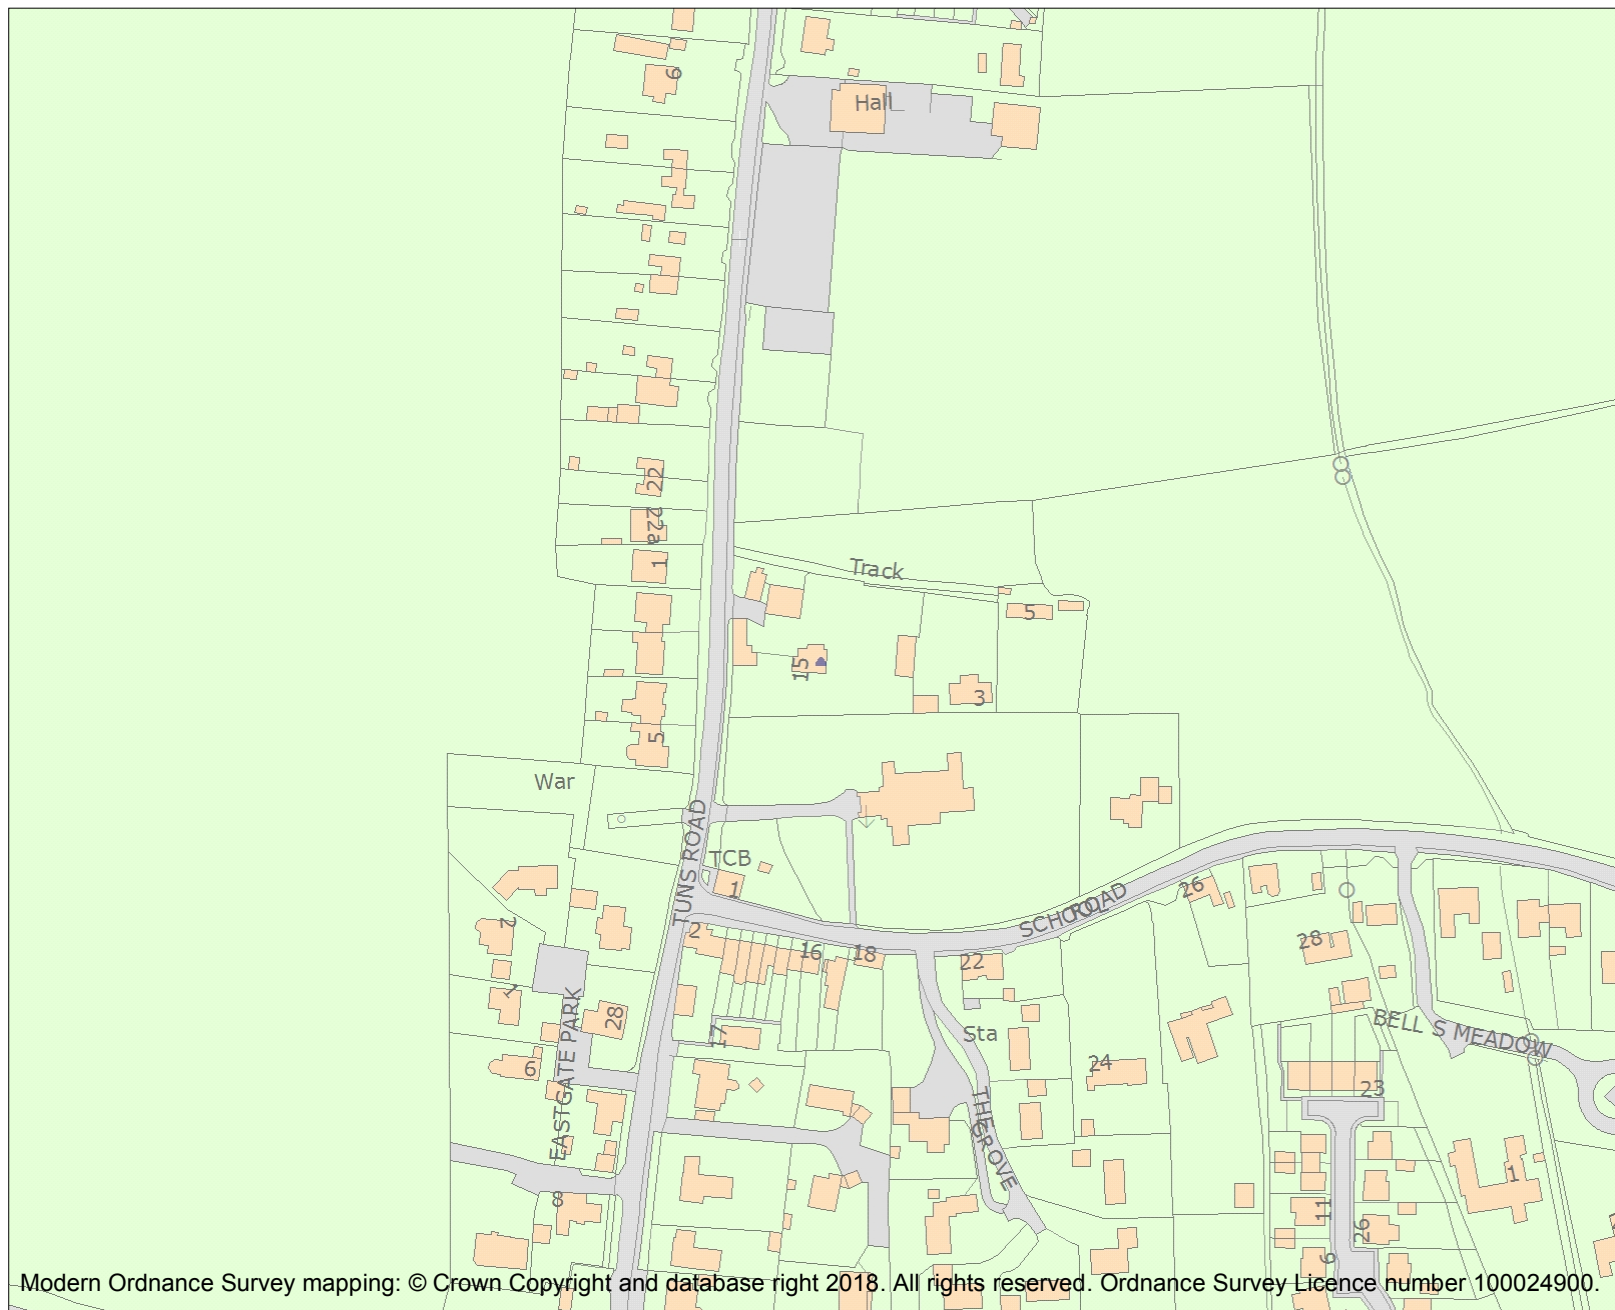 6
Hall
22
22a
1
Track
5
15
3
5
War
TUNS ROAD
TCB
1
SCHOOL
ROAD
26
2
2
16
18
22
28
1
28
EASTGATE PARK
17
Sta
BELL S MEADOW
6
24
23
THE
GROVE
8
1
11
26
9
Modern Ordnance Survey mapping: © Crown Copyright and database right 2018. All rights reserved. Ordnance Survey Licence number 100024900.